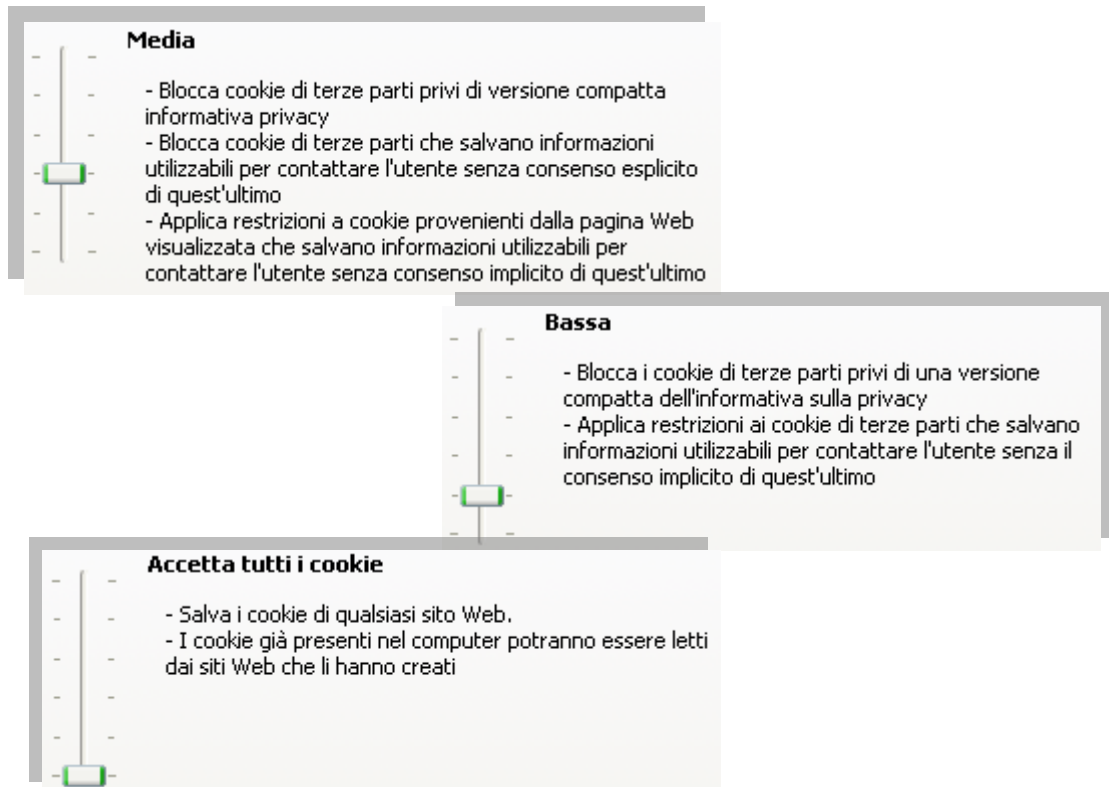 Media
- Blocca cookie di terze parti privi di versione compatta
informativa privacy
- Blocca cookie di terze parti che salvano informazioni
utilizzabili per contattare l'utente senza consenso esplicito
di quest'ultimo
- Applica restrizioni a cookie provenienti dalla pagina Web
visualizzata che salvano informazioni utilizzabili per
contattare l'utente senza consenso implicito di quest'ultimo
Bassa
- Blocca i cookie di terze parti privi di una versione
compatta dell'informativa sulla privacy
- Applica restrizioni ai cookie di terze parti che salvano
informazioni utilizzabili per contattare l'utente senza il
consenso implicito di quest'ultimo
Accetta tutti i cookie
- Salva i cookie di qualsiasi sito Web.
- I cookie già presenti nel computer potranno essere letti
dai siti Web che li hanno creati